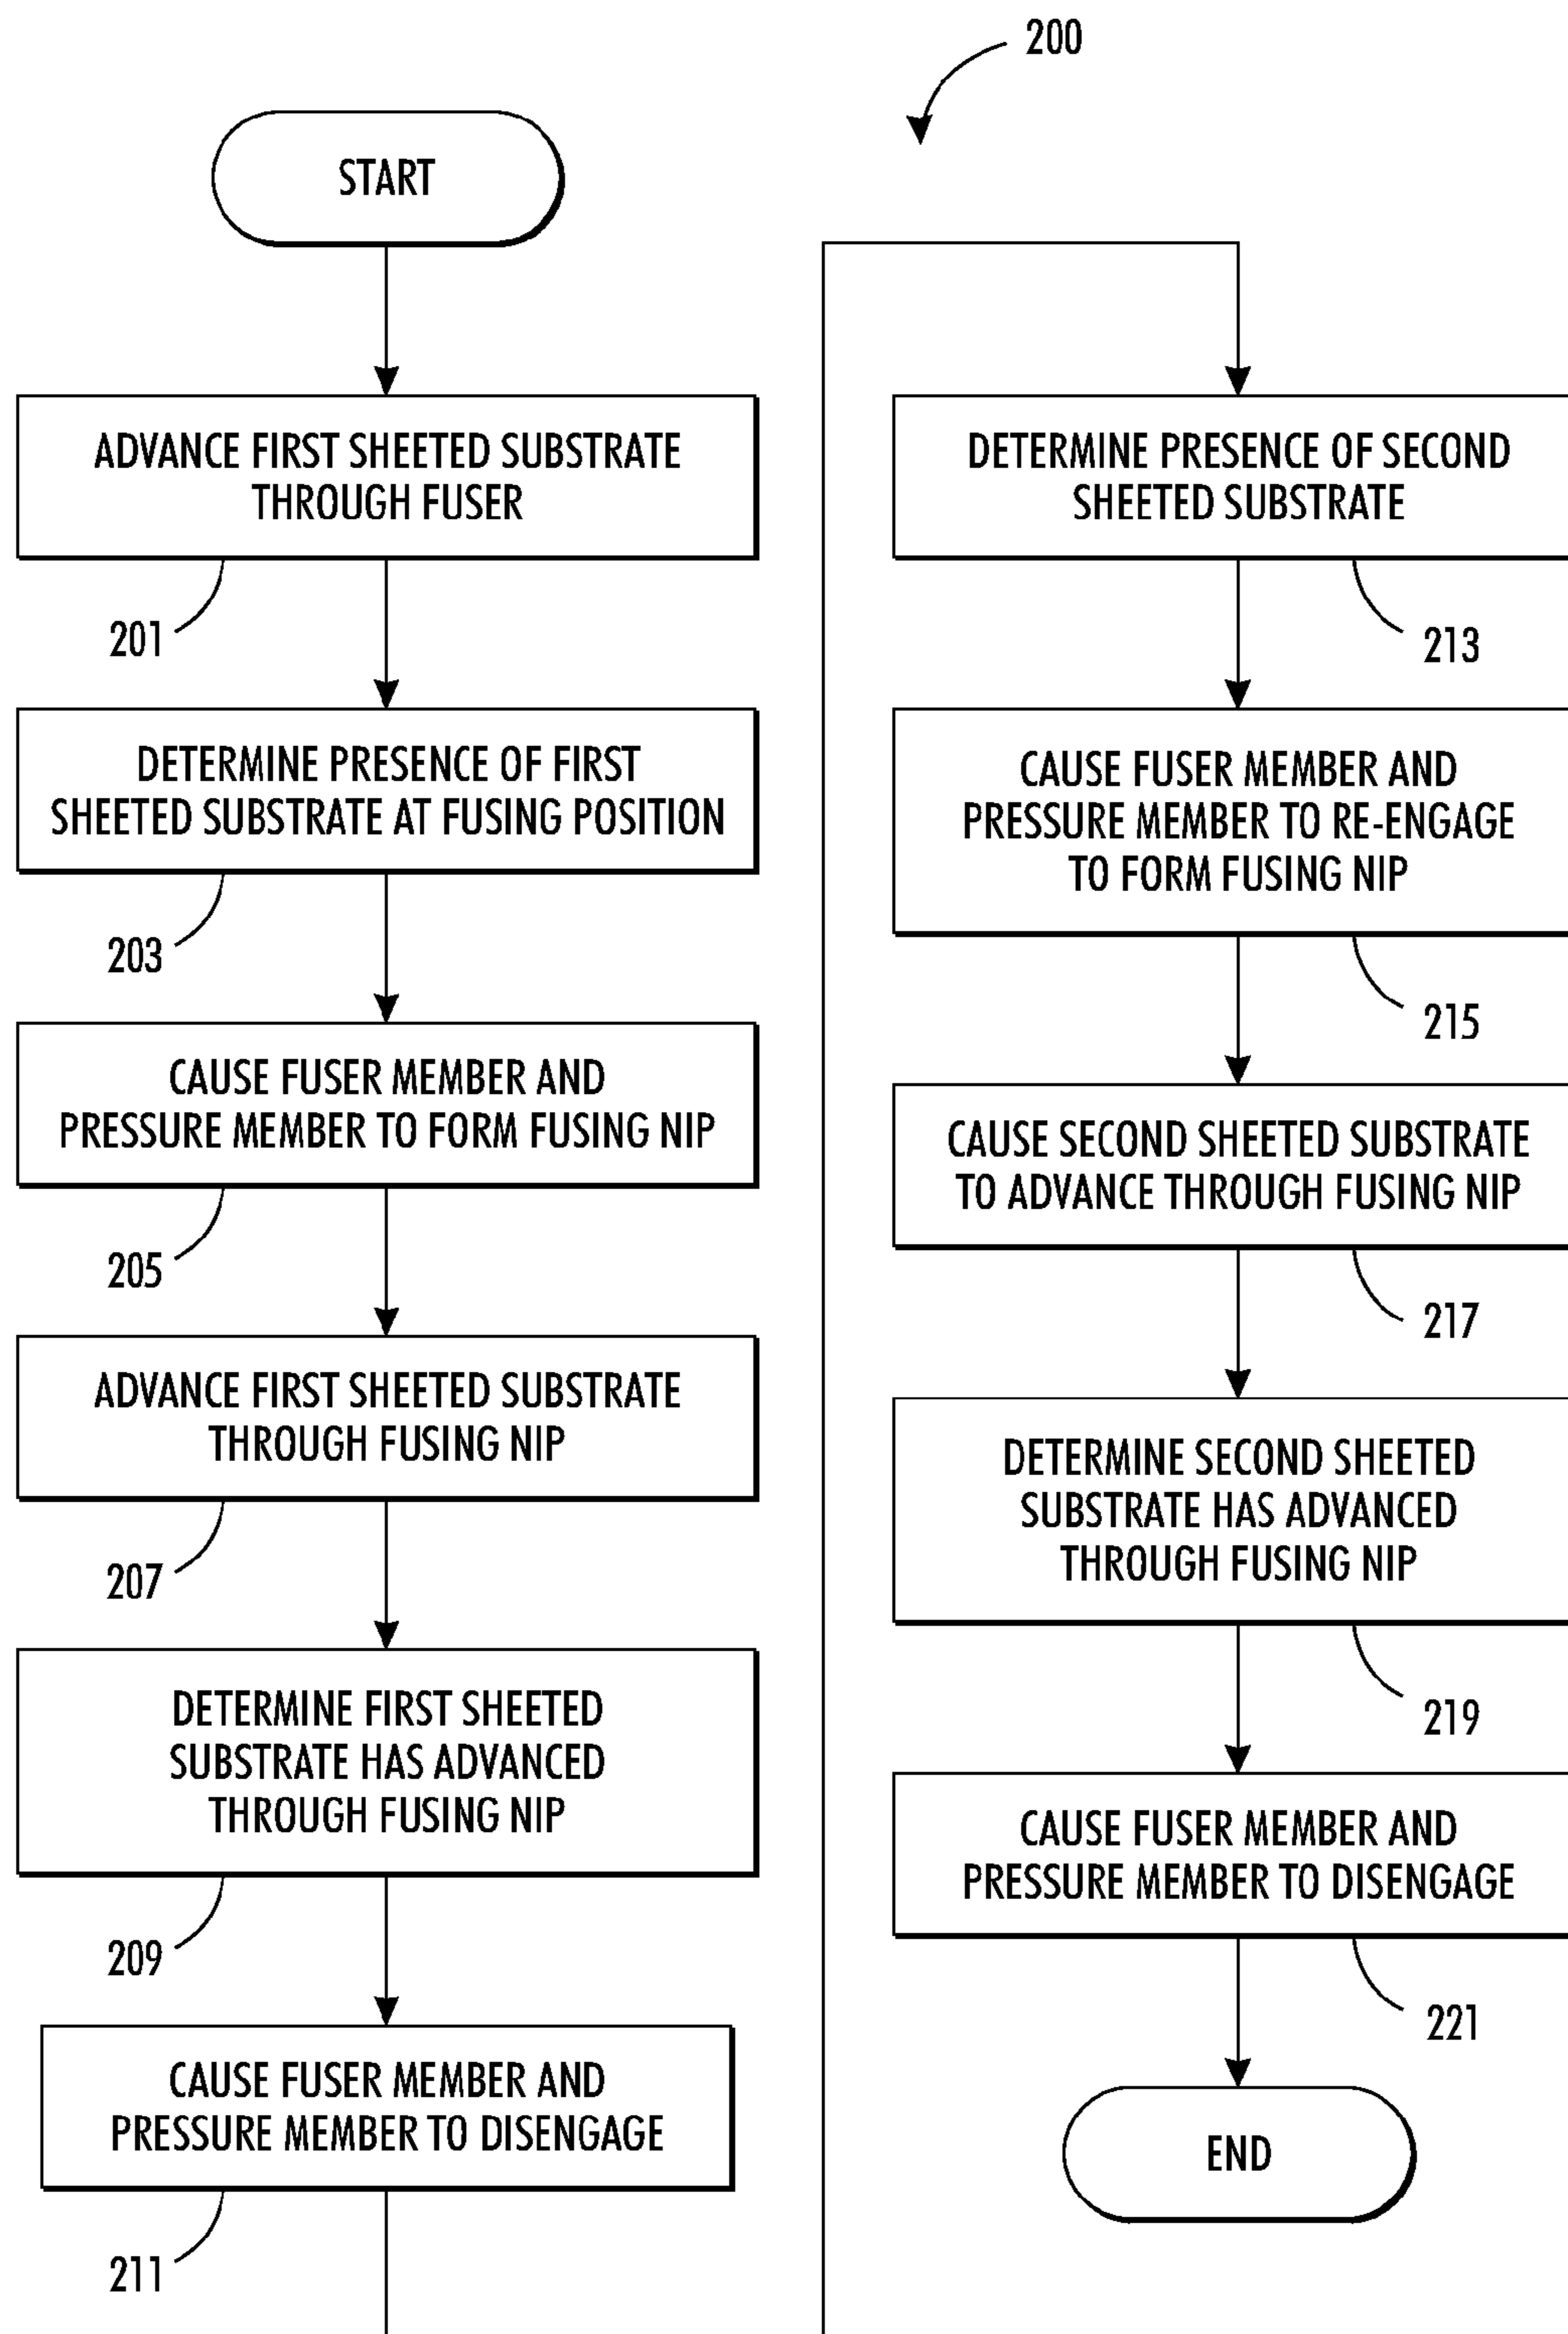 200
START
ADVANCE FIRST SHEETED SUBSTRATE
THROUGH FUSER
201
DETERMINE PRESENCE OF FIRST
SHEETED SUBSTRATE AT FUSING POSITION
203
CAUSE FUSER MEMBER AND
PRESSURE MEMBER TO FORM FUSING NIP
205
ADVANCE FIRST SHEETED SUBSTRATE
THROUGH FUSING NIP
207
DETERMINE FIRST SHEETED
SUBSTRATE HAS ADVANCED
THROUGH FUSING NIP
209
CAUSE FUSER MEMBER AND
PRESSURE MEMBER TO DISENGAGE
211
DETERMINE PRESENCE OF SECOND
SHEETED SUBSTRATE
213
CAUSE FUSER MEMBER AND
PRESSURE MEMBER TO RE-ENGAGE
TO FORM FUSING NIP
215
CAUSE SECOND SHEETED SUBSTRATE
TO ADVANCE THROUGH FUSING NIP
217
DETERMINE SECOND SHEETED
SUBSTRATE HAS ADVANCED
THROUGH FUSING NIP
219
CAUSE FUSER MEMBER AND
PRESSURE MEMBER TO DISENGAGE
221
END